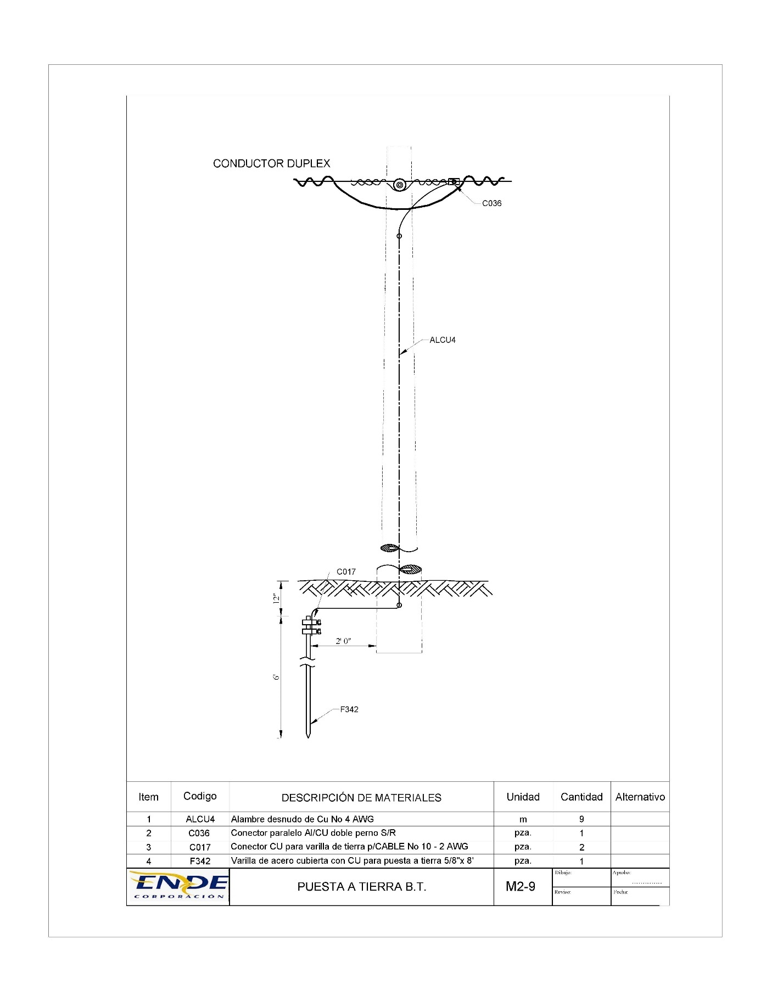 CONDUCTOR DUPLEX
C036
ALCU4
C017
12"
2' 0"
6'
F342
Item Codigo DESCRIPCIÓN DE MATERIALES Unidad Cantidad Alternativo
1 ALCU4 Alambre desnudo de Cu No 4 AWG m 9
2 C036 Conector paralelo Al/CU doble perno S/R pza. 1
3 C017 Conector CU para varilla de tierra p/CABLE No 10 - 2 AWG pza. 2
4 F342 Varilla de acero cubierta con CU para puesta a tierra 5/8"x 8' pza. 1
ENDE
CORPORACIÓN
PUESTA A TIERRA B.T.
M2-9
Dibujo: Aprobo:
..............
Reviso: Fecha: